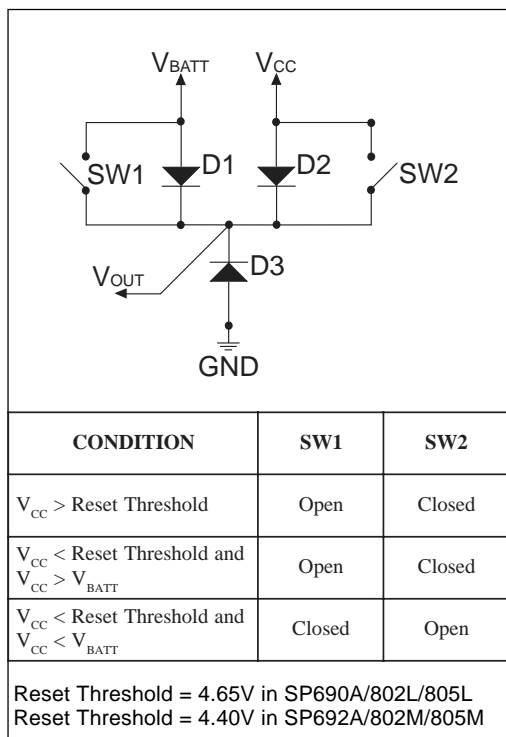 VBATT VCC
SW1 D1 D2 SW2
VOUT D3
GND
CONDITION SW1 SW2
VCC > Reset Threshold Open Closed
VCC < Reset Threshold and
VCC > VBATT Open Closed
VCC < Reset Threshold and
VCC < VBATT Closed Open
Reset Threshold = 4.65V in SP690A/802L/805L
Reset Threshold = 4.40V in SP692A/802M/805M